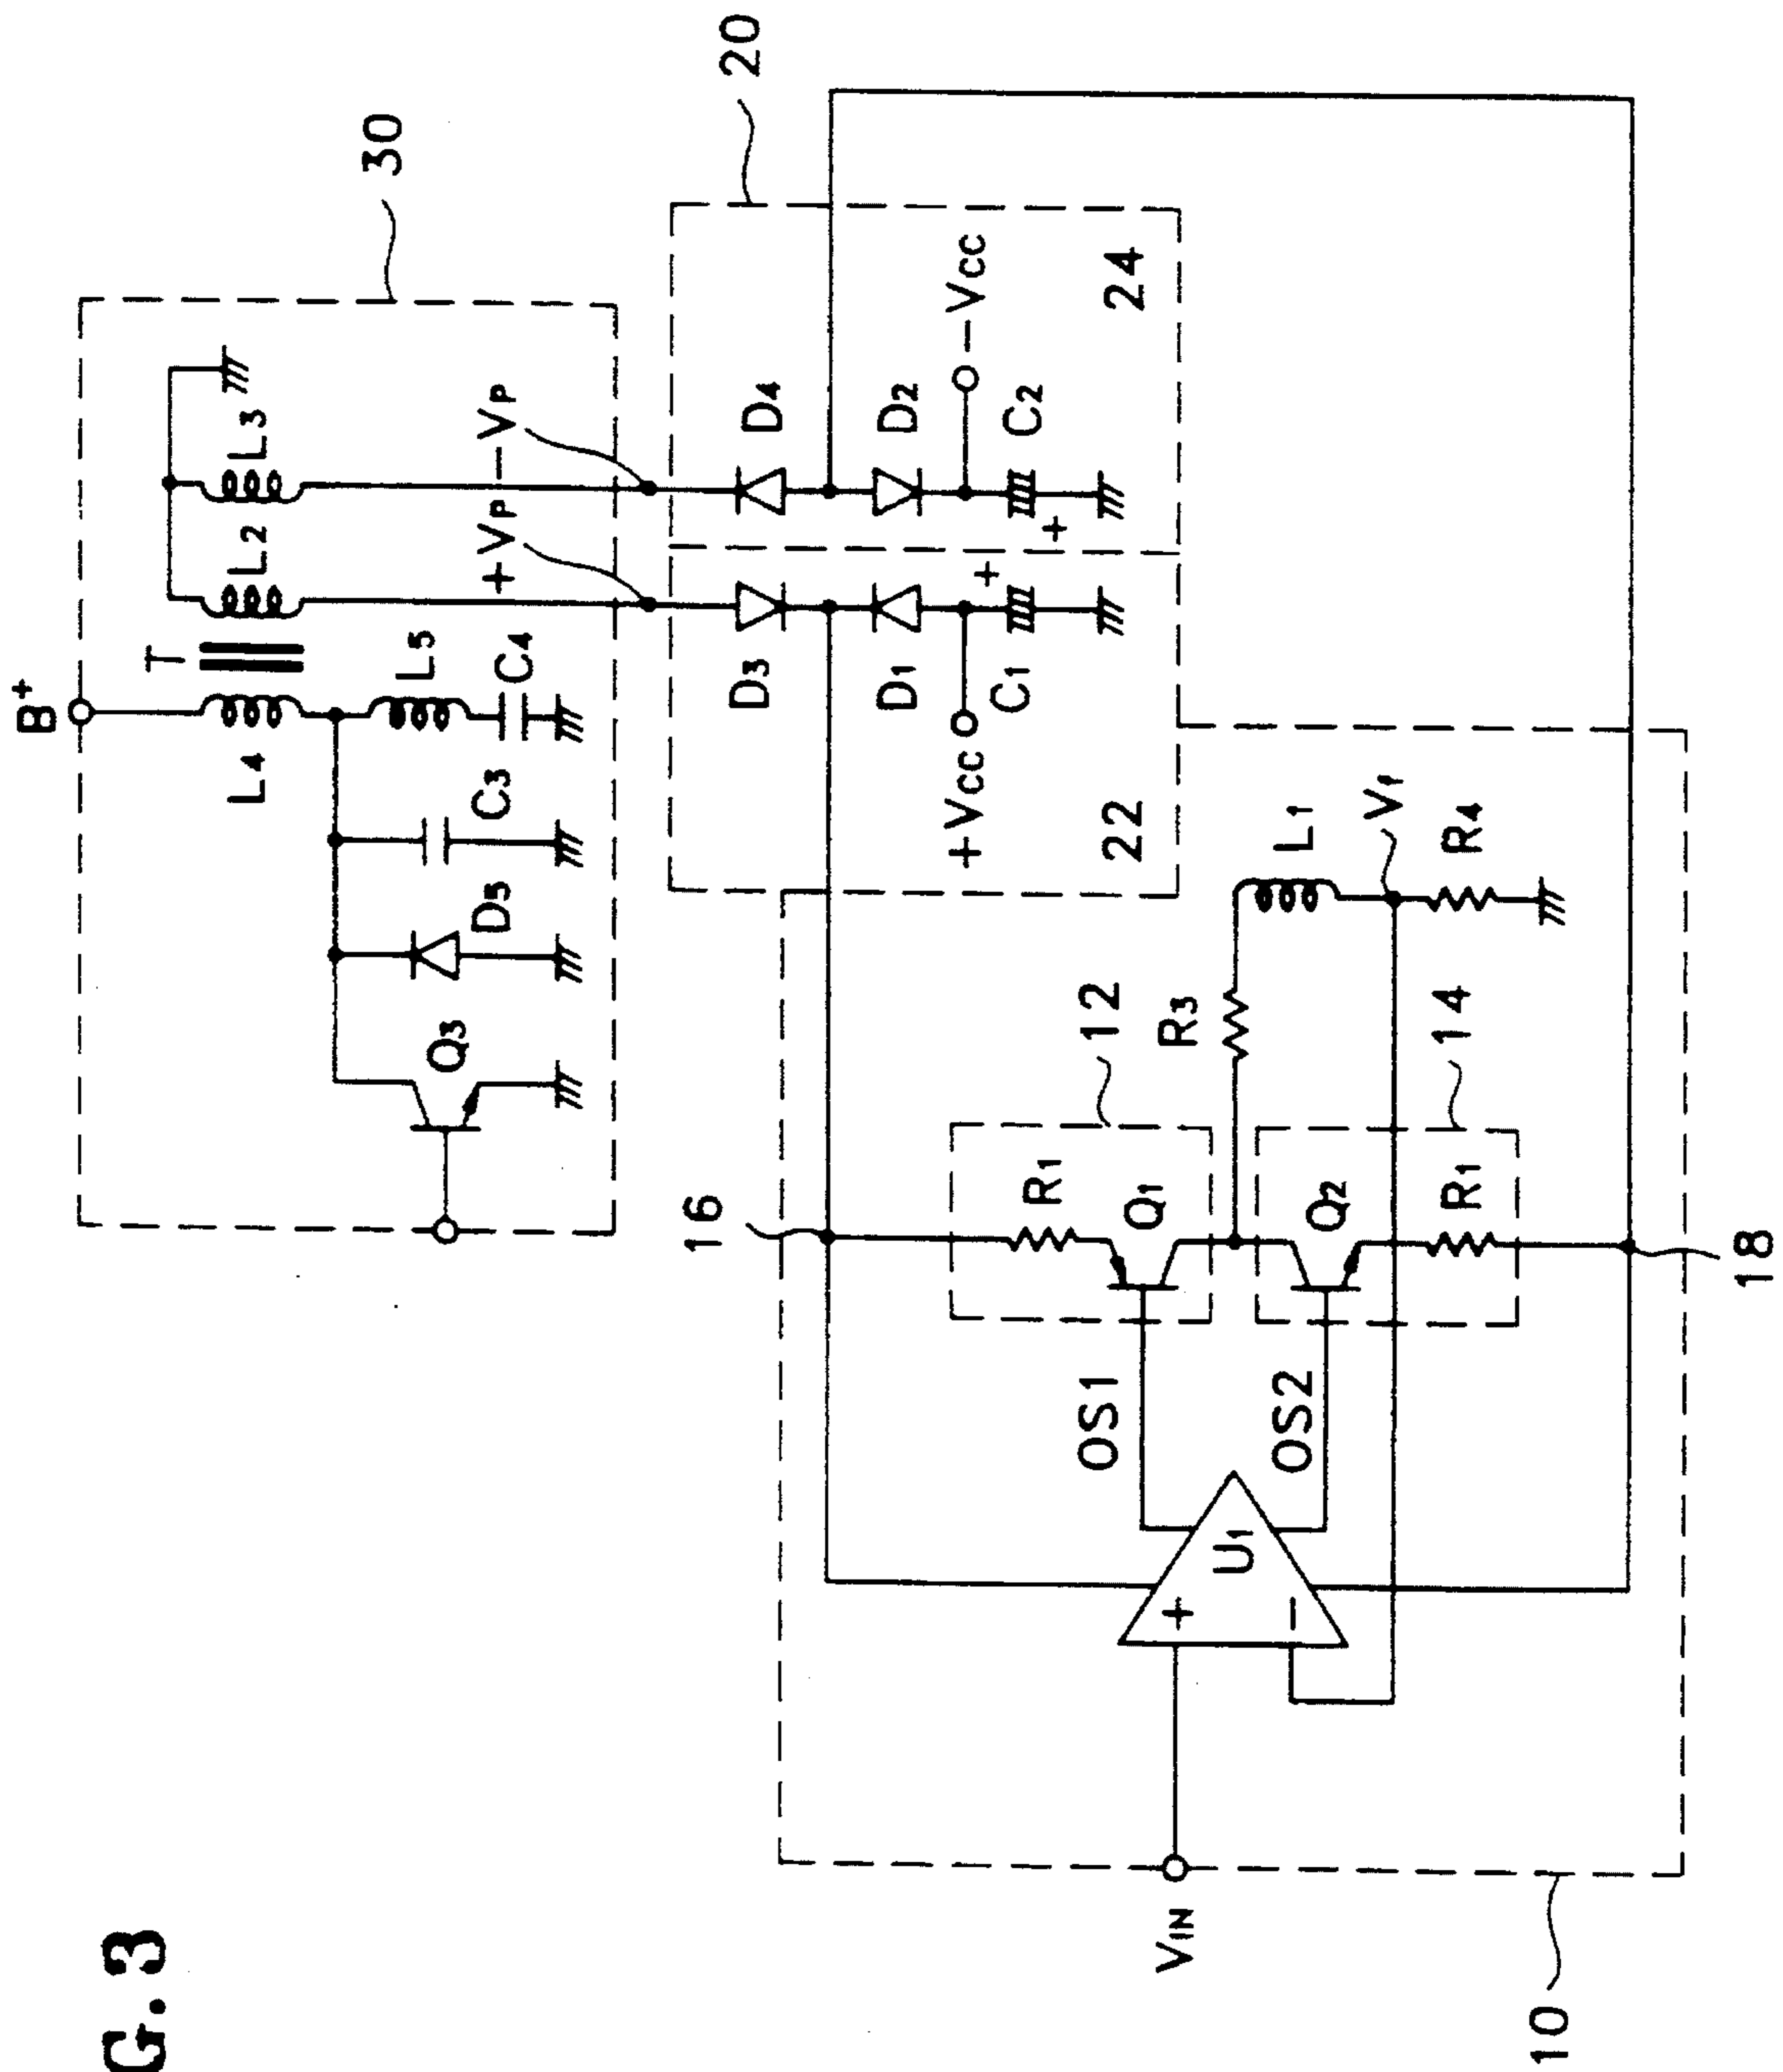 G.3
B+
T
L4
L2
L3
L5
C4
C3
D5
Q3
30
+VP
-VP
20
D3
D4
D1
D2
+
+
C1
C2
+VCC
-VCC
22
24
16
12
R1
Q1
R3
L1
Vf
R4
14
Q2
R1
OS1
OS2
U1
+
-
VIN
10
18